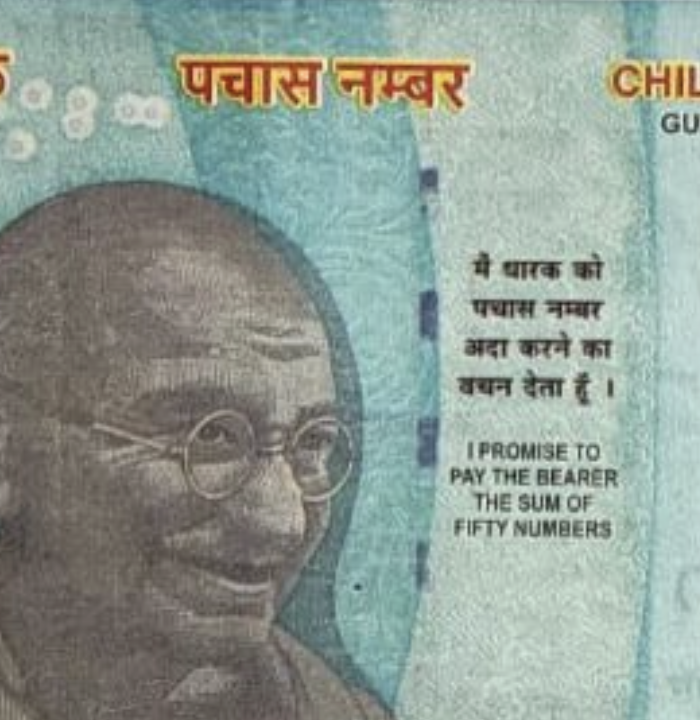 पचास नम्बर
CHIL
GU
मैं धारक को
पचास नम्बर
अदा करने का
वचन देता हूँ ।
I PROMISE TO
PAY THE BEARER
THE SUM OF
FIFTY NUMBERS